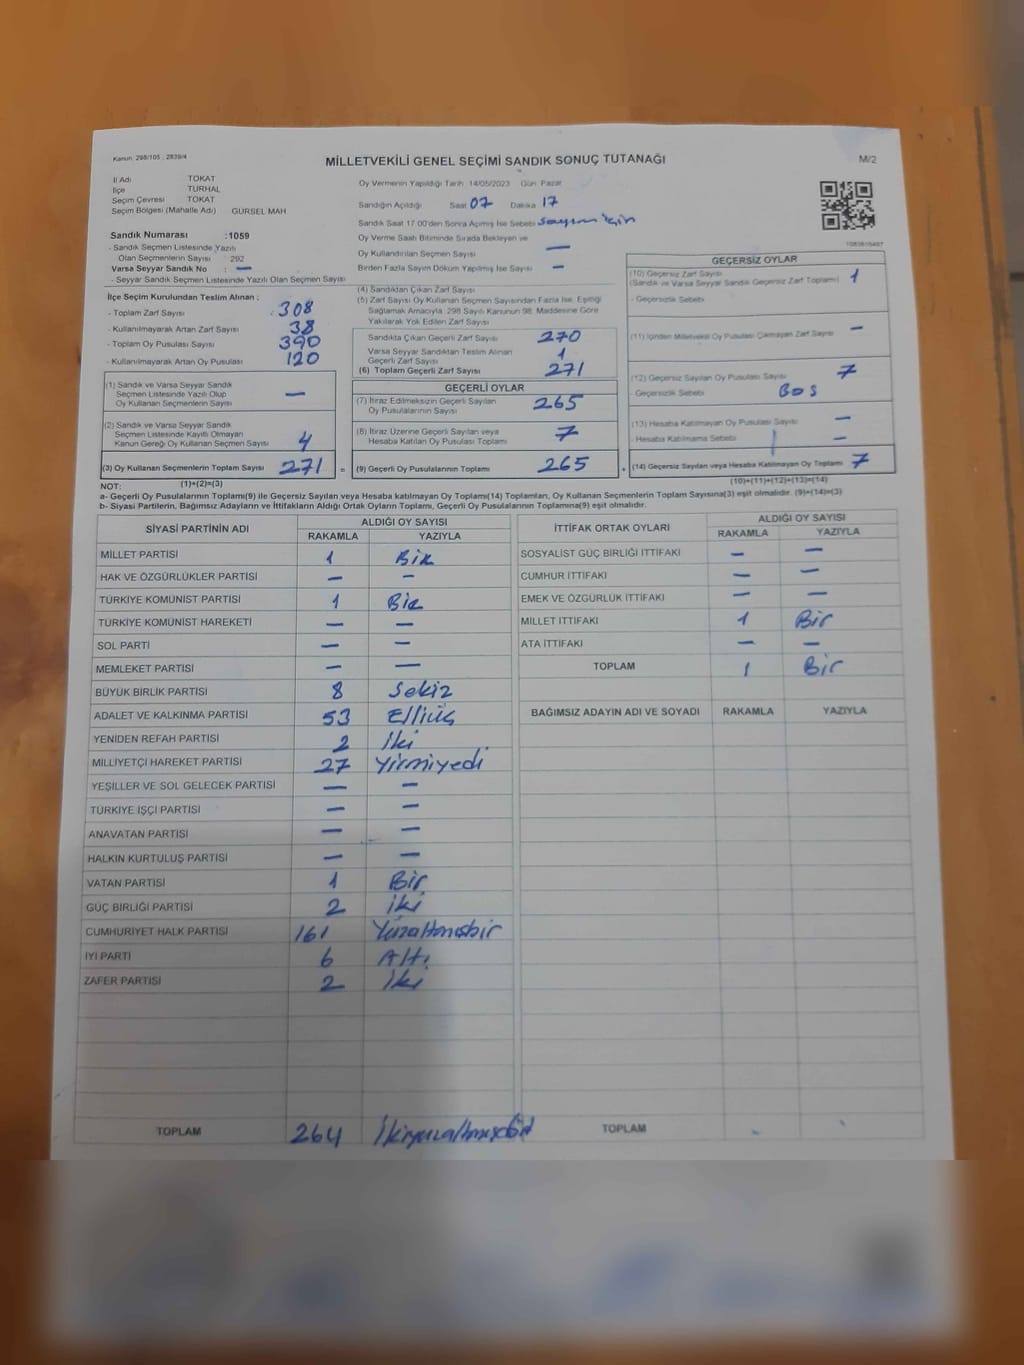 Kanun: 298/105 ; 2839/4
MİLLETVEKİLİ GENEL SEÇİMİ SANDIK SONUÇ TUTANAĞI
M/2
İl Adı TOKAT
İlçe TURHAL
Seçim Çevresi TOKAT
Seçim Bölgesi (Mahalle Adı) GÜRSEL MAH
Sandık Numarası :1059
- Sandık Seçmen Listesinde Yazılı
Olan Seçmenlerin Sayısı 292
Varsa Seyyar Sandık No : —
- Seyyar Sandık Seçmen Listesinde Yazılı Olan Seçmen Sayısı
Oy Vermenin Yapıldığı Tarih 14/05/2023 Gün Pazar
Sandığın Açıldığı Saat 07 Dakika 17
Sandık Saat 17.00'den Sonra Açılmış İse Sebebi Sayım için
Oy Verme Saati Bitiminde Sırada Bekleyen ve
Oy Kullandırılan Seçmen Sayısı —
Birden Fazla Sayım Döküm Yapılmış İse Sayısı —
İlçe Seçim Kurulundan Teslim Alınan ;
- Toplam Zarf Sayısı : 308
- Kullanılmayarak Artan Zarf Sayısı 38
- Toplam Oy Pusulası Sayısı 390
- Kullanılmayarak Artan Oy Pusulası 120
(1) Sandık ve Varsa Seyyar Sandık
Seçmen Listesinde Yazılı Olup
Oy Kullanan Seçmenlerin Sayısı —
(2) Sandık ve Varsa Seyyar Sandık
Seçmen Listesinde Kayıtlı Olmayan
Kanun Gereği Oy Kullanan Seçmen Sayısı 4
(3) Oy Kullanan Seçmenlerin Toplam Sayısı 271 =
(4) Sandıktan Çıkan Zarf Sayısı
(5) Zarf Sayısı Oy Kullanan Seçmen Sayısından Fazla İse, Eşitliği
Sağlamak Amacıyla, 298 Sayılı Kanunun 98. Maddesine Göre
Yakılarak Yok Edilen Zarf Sayısı
Sandıkta Çıkan Geçerli Zarf Sayısı 270
Varsa Seyyar Sandıktan Teslim Alınan
Geçerli Zarf Sayısı 1
(6) Toplam Geçerli Zarf Sayısı 271
GEÇERLİ OYLAR
(7) İtiraz Edilmeksizin Geçerli Sayılan
Oy Pusulalarının Sayısı 265
(8) İtiraz Üzerine Geçerli Sayılan veya
Hesaba Katılan Oy Pusulası Toplamı 7
(9) Geçerli Oy Pusulalarının Toplamı 265 +
1083810487
GEÇERSİZ OYLAR
(10) Geçersiz Zarf Sayısı 1
(Sandık ve Varsa Seyyar Sandık Geçersiz Zarf Toplamı)
- Geçersizlik Sebebi
(11) İçinden Milletvekili Oy Pusulası Çıkmayan Zarf Sayısı —
(12) Geçersiz Sayılan Oy Pusulası Sayısı 7
- Geçersizlik Sebebi Boş
(13) Hesaba Katılmayan Oy Pusulası Sayısı —
- Hesaba Katılmama Sebebi —
(14) Geçersiz Sayılan veya Hesaba Katılmayan Oy Toplamı 7
NOT: (1)+(2)=(3) (10)+(11)+(12)+(13)=(14)
a- Geçerli Oy Pusulalarının Toplamı(9) ile Geçersiz Sayılan veya Hesaba katılmayan Oy Toplamı(14) Toplamları, Oy Kullanan Seçmenlerin Toplam Sayısına(3) eşit olmalıdır. (9)+(14)=(3)
b- Siyasi Partilerin, Bağımsız Adayların ve İttifakların Aldığı Ortak Oyların Toplamı, Geçerli Oy Pusulalarının Toplamına(9) eşit olmalıdır.
SİYASİ PARTİNİN ADI ALDIĞI OY SAYISI
RAKAMLA YAZIYLA
MİLLET PARTİSİ 1 Bir
HAK VE ÖZGÜRLÜKLER PARTİSİ — —
TÜRKİYE KOMÜNİST PARTİSİ 1 Bir
TÜRKİYE KOMÜNİST HAREKETİ — —
SOL PARTİ — —
MEMLEKET PARTİSİ — —
BÜYÜK BİRLİK PARTİSİ 8 Sekiz
ADALET VE KALKINMA PARTİSİ 53 Elliüç
YENİDEN REFAH PARTİSİ 2 İki
MİLLİYETÇİ HAREKET PARTİSİ 27 Yirmiyedi
YEŞİLLER VE SOL GELECEK PARTİSİ — —
TÜRKİYE İŞÇİ PARTİSİ — —
ANAVATAN PARTİSİ — —
HALKIN KURTULUŞ PARTİSİ — —
VATAN PARTİSİ 1 Bir
GÜÇ BİRLİĞİ PARTİSİ 2 İki
CUMHURİYET HALK PARTİSİ 161 Yüzaltmışbir
İYİ PARTİ 6 Altı
ZAFER PARTİSİ 2 İki
TOPLAM 264
İTTİFAK ORTAK OYLARI ALDIĞI OY SAYISI
RAKAMLA YAZIYLA
SOSYALİST GÜÇ BİRLİĞİ İTTİFAKI — —
CUMHUR İTTİFAKI — —
EMEK VE ÖZGÜRLÜK İTTİFAKI — —
MİLLET İTTİFAKI 1 Bir
ATA İTTİFAKI — —
TOPLAM 1 Bir
BAĞIMSIZ ADAYIN ADI VE SOYADI RAKAMLA YAZIYLA
TOPLAM - -